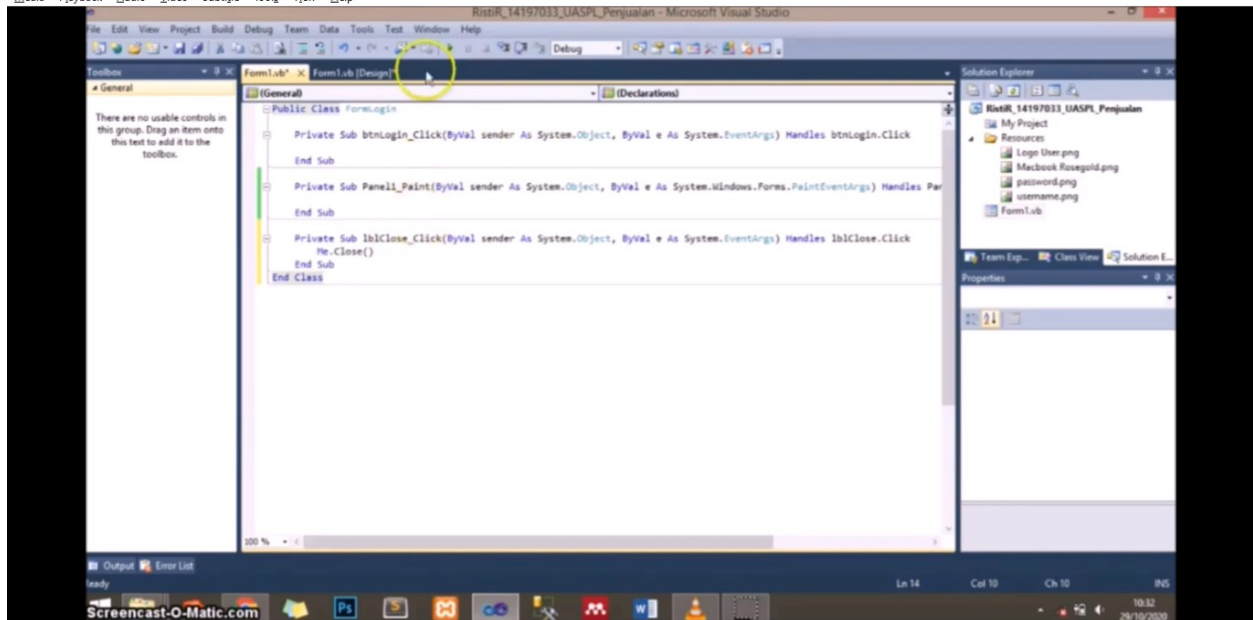 RistiR_14197033_UASPL_Penjualan - Microsoft Visual Studio
File Edit View Project Build Debug Team Data Tools Test Window Help
Debug
Toolbox
General
There are no usable controls in
this group. Drag an item onto
this text to add it to the
toolbox.
Form1.vb* Form1.vb [Design]*
(General) (Declarations)
Public Class FormLogin
Private Sub btnLogin_Click(ByVal sender As System.Object, ByVal e As System.EventArgs) Handles btnLogin.Click
End Sub
Private Sub Panel1_Paint(ByVal sender As System.Object, ByVal e As System.Windows.Forms.PaintEventArgs) Handles Par
End Sub
Private Sub lblClose_Click(ByVal sender As System.Object, ByVal e As System.EventArgs) Handles lblClose.Click
Me.Close()
End Sub
End Class
100 %
Solution Explorer
RistiR_14197033_UASPL_Penjualan
My Project
Resources
Logo User.png
Macbook Rosegold.png
password.png
username.png
Form1.vb
Team Exp... Class View Solution E...
Properties
Output Error List
Ready Ln 14 Col 10 Ch 10 INS
Screencast-O-Matic.com
Ps S W
10:32
29/10/2020